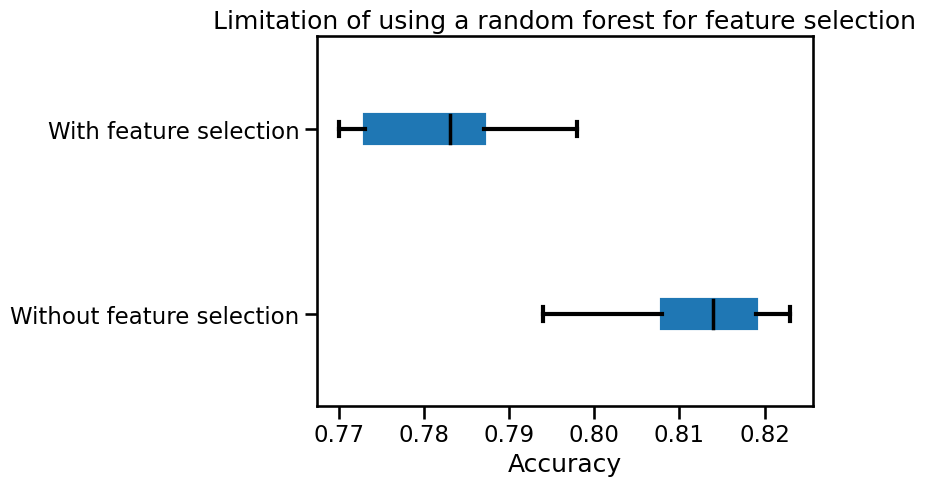 Limitation of using a random forest for feature selection
With feature selection
Without feature selection
0.77 0.78 0.79 0.80 0.81 0.82
Accuracy